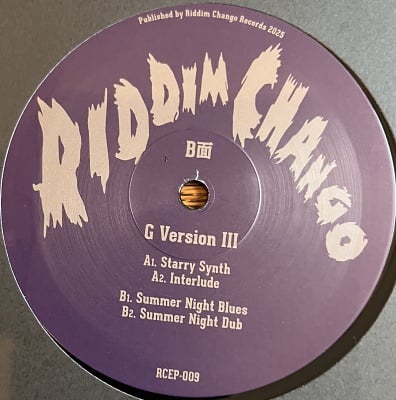 Published by Riddim Chango Records 2025
RIDDIM CHANGO
B面
G Version III
A1. Starry Synth
A2. Interlude
B1. Summer Night Blues
B2. Summer Night Dub
RCEP-009